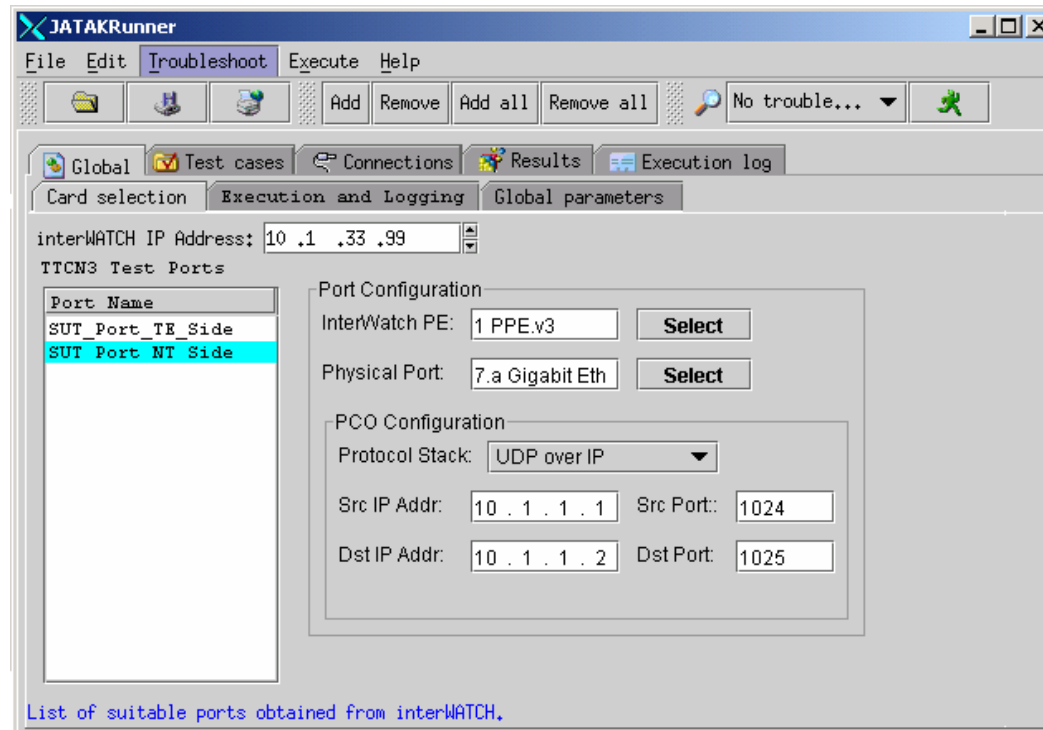 JATAKRunner
File Edit Troubleshoot Execute Help
Add Remove Add all Remove all No trouble...
Global Test cases Connections Results Execution log
Card selection Execution and Logging Global parameters
interWATCH IP Address: 10 .1 .33 .99
TTCN3 Test Ports
Port Name
SUT_Port_TE_Side
SUT Port NT Side
Port Configuration
InterWatch PE: 1 PPE.v3 Select
Physical Port: 7.a Gigabit Eth Select
PCO Configuration
Protocol Stack: UDP over IP
Src IP Addr: 10 . 1 . 1 . 1 Src Port:: 1024
Dst IP Addr: 10 . 1 . 1 . 2 Dst Port: 1025
List of suitable ports obtained from interWATCH.